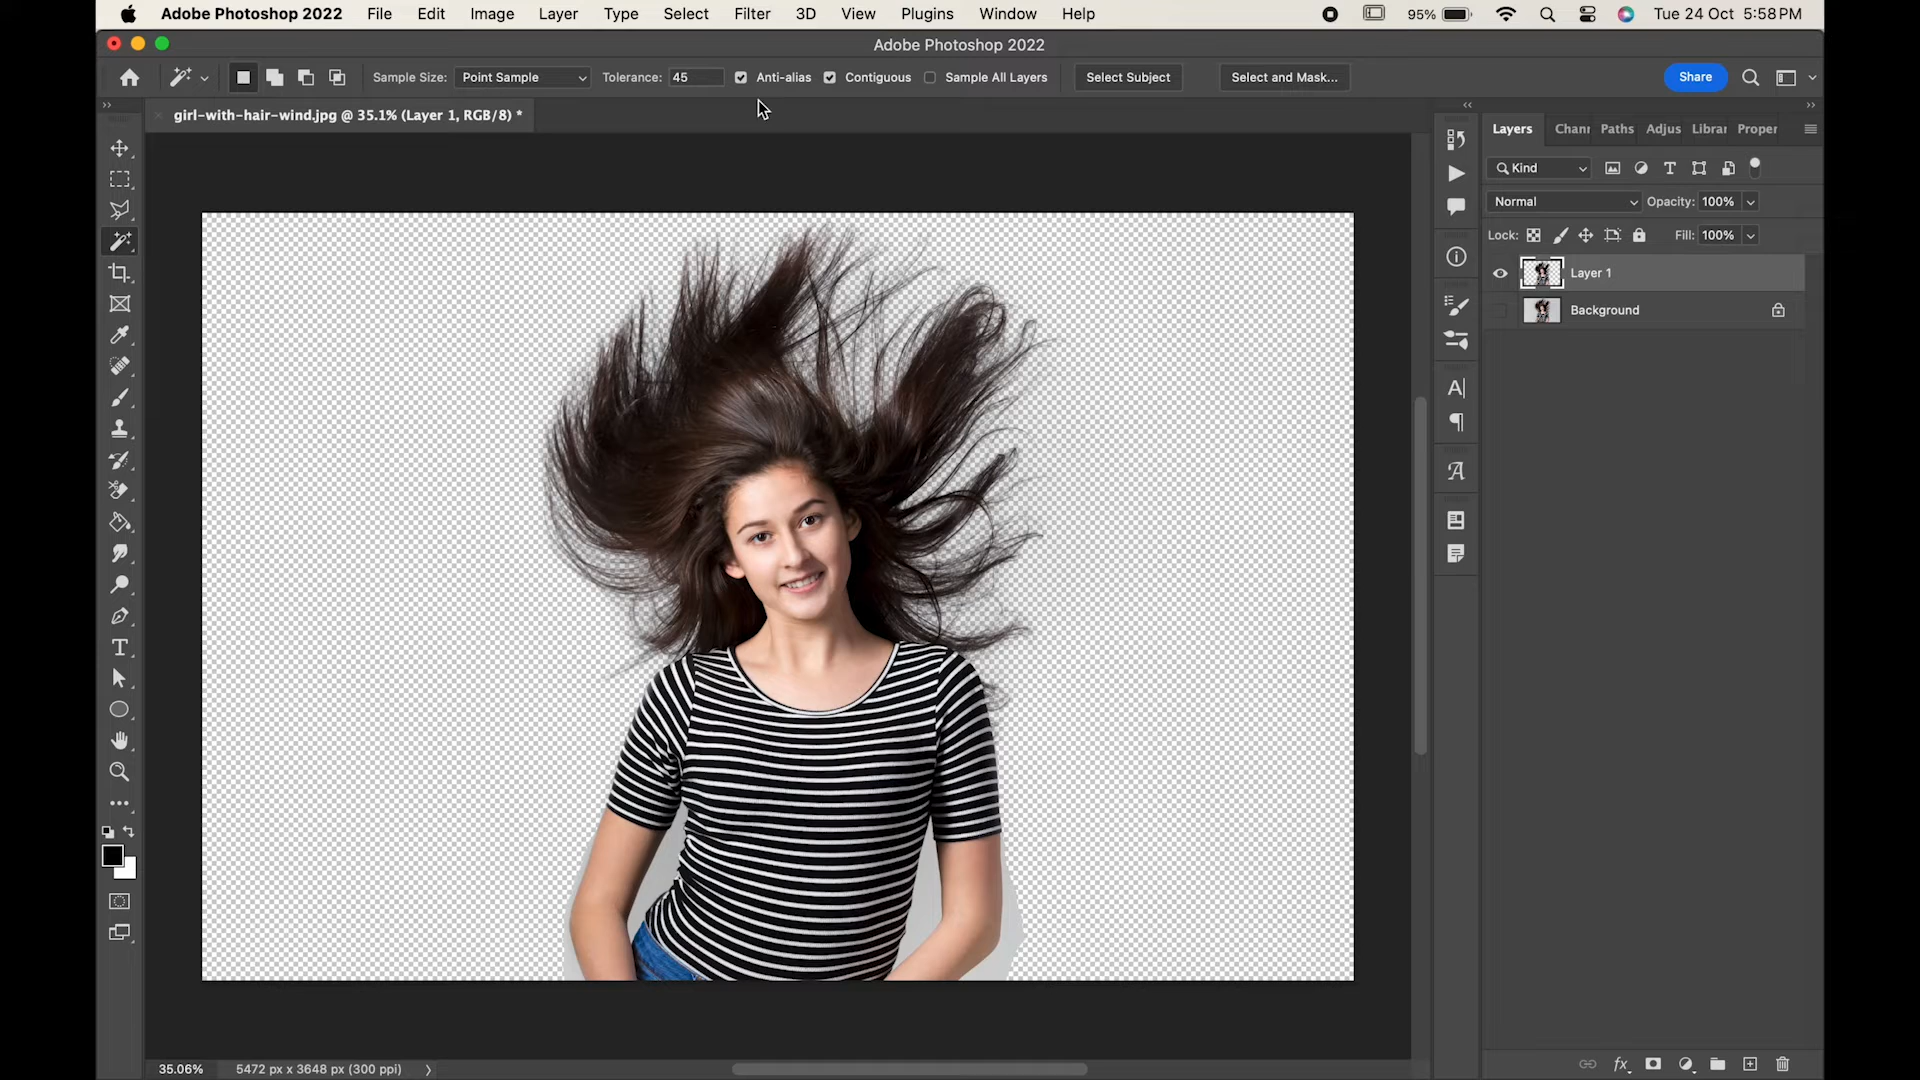 Adobe Photoshop 2022 File Edit Image Layer Type Select Filter 3D View Plugins Window Help 95% Tue 24 Oct 5:58 PM
Adobe Photoshop 2022
Sample Size: Point Sample Tolerance: 45 Anti-alias Contiguous Sample All Layers Select Subject Select and Mask... Share
girl-with-hair-wind.jpg @ 35.1% (Layer 1, RGB/8) *
Layers Chanr Paths Adjus Librar Proper
Kind
Normal Opacity: 100%
Lock: Fill: 100%
Layer 1
Background
35.06% 5472 px x 3648 px (300 ppi)